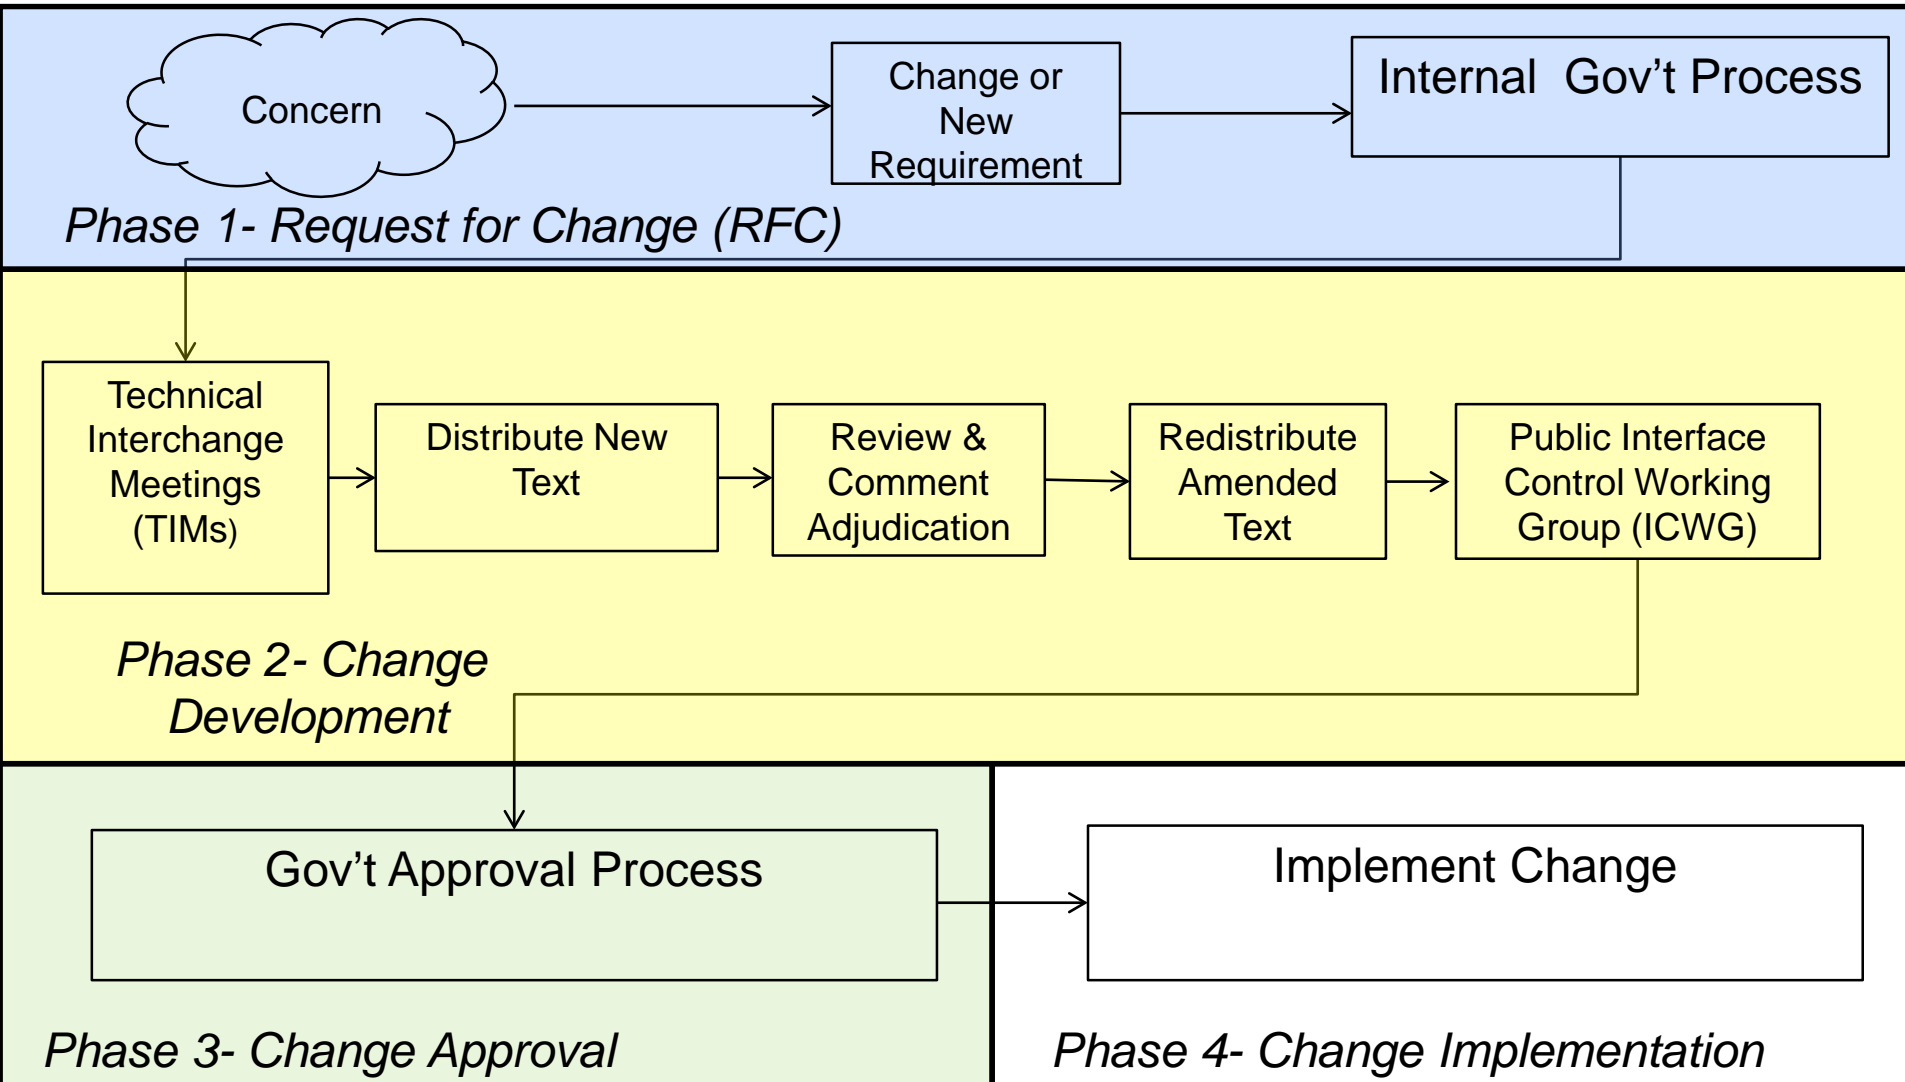 Concern
Change or
New
Requirement
Internal Gov't Process
Phase 1- Request for Change (RFC)
Technical
Interchange
Meetings
(TIMs)
Distribute New
Text
Review &
Comment
Adjudication
Redistribute
Amended
Text
Public Interface
Control Working
Group (ICWG)
Phase 2- Change
Development
Gov't Approval Process
Implement Change
Phase 3- Change Approval
Phase 4- Change Implementation